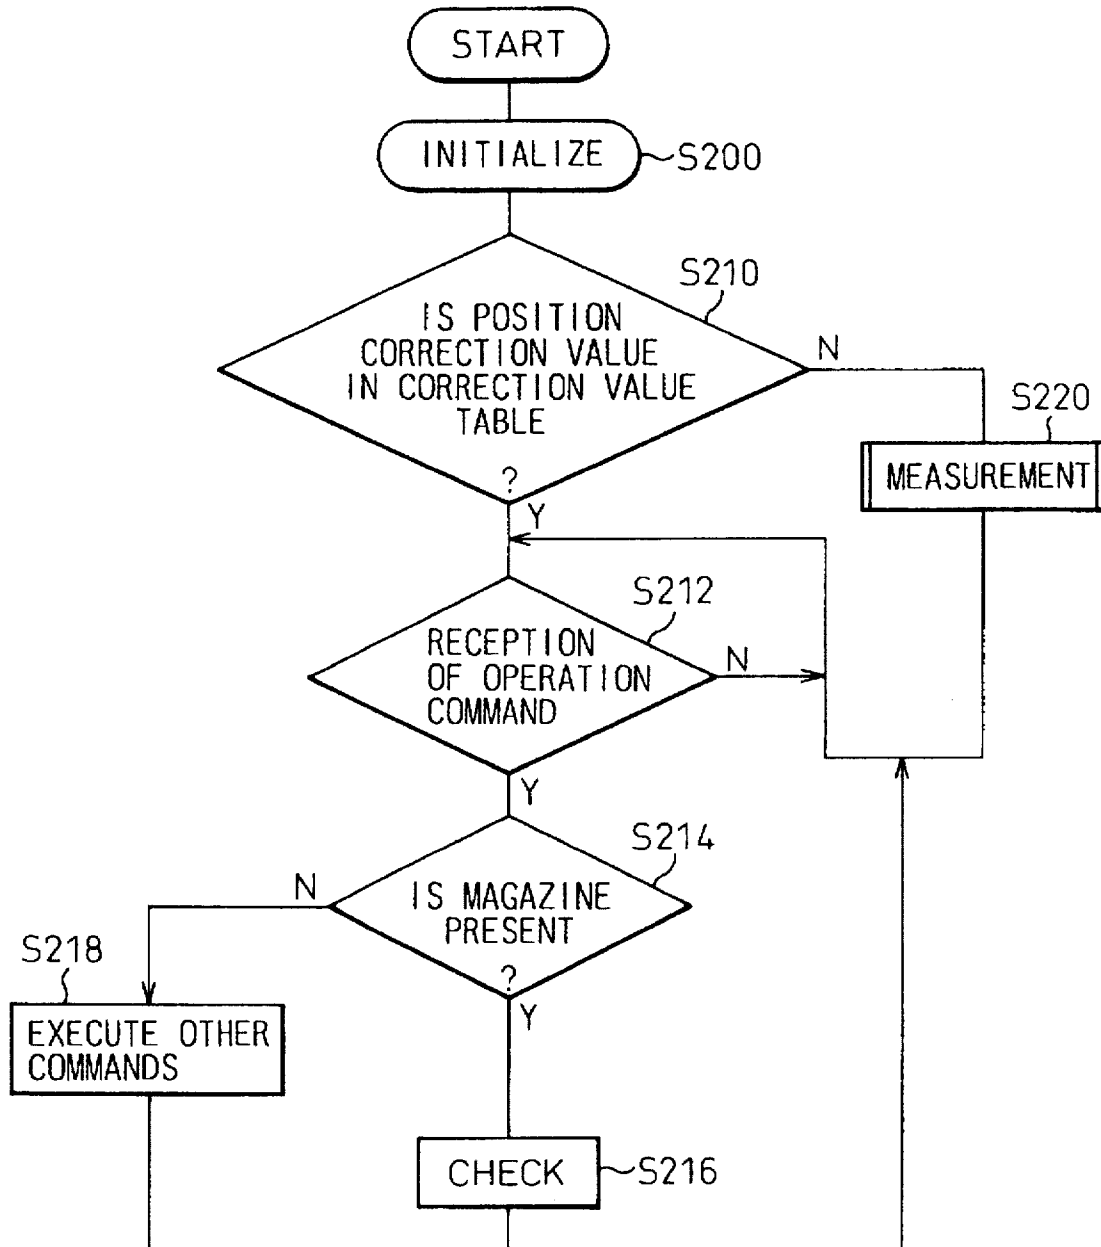 START
INITIALIZE
S200
S210
IS POSITION
CORRECTION VALUE
IN CORRECTION VALUE
TABLE
?
N
Y
S220
MEASUREMENT
S212
RECEPTION
OF OPERATION
COMMAND
N
Y
S214
IS MAGAZINE
PRESENT
?
N
Y
S218
EXECUTE OTHER
COMMANDS
CHECK
S216